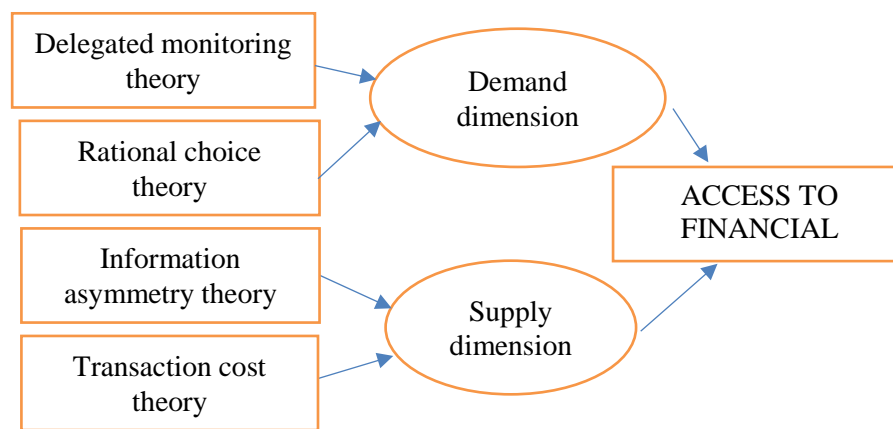 Delegated monitoring
theory
Demand
dimension
Rational choice
theory
ACCESS TO
FINANCIAL
Information
asymmetry theory
Supply
dimension
Transaction cost
theory